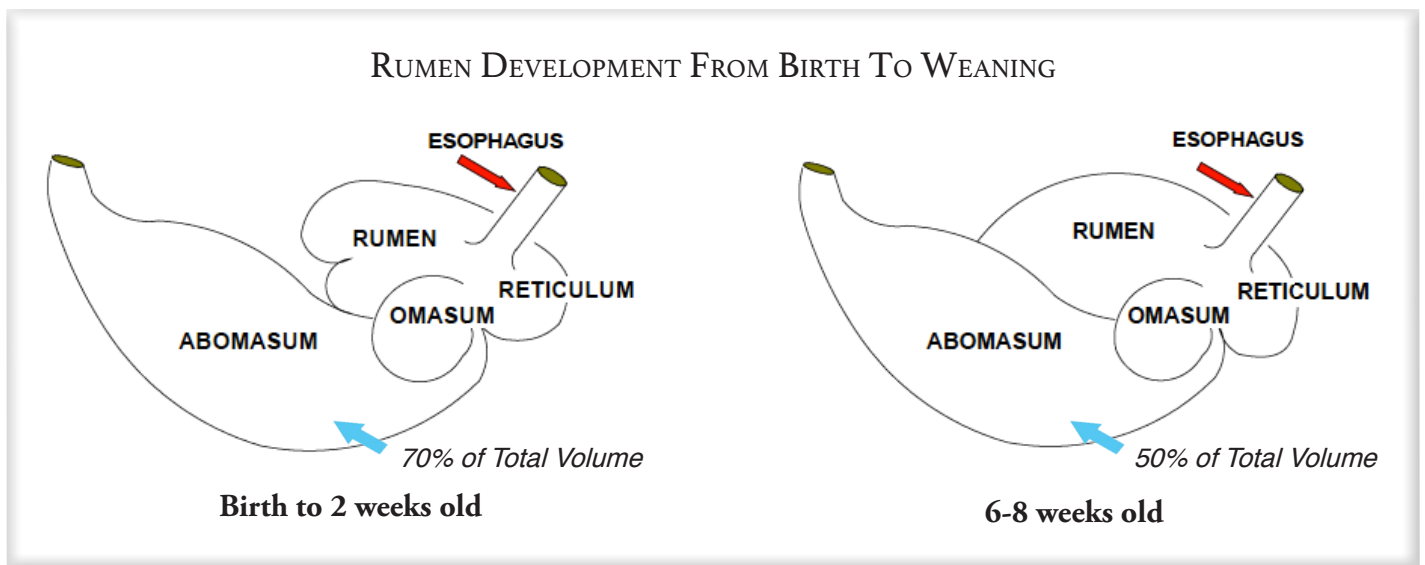 RUMEN DEVELOPMENT FROM BIRTH TO WEANING
ESOPHAGUS
RUMEN
RETICULUM
OMASUM
ABOMASUM
70% of Total Volume
Birth to 2 weeks old
ESOPHAGUS
RUMEN
RETICULUM
OMASUM
ABOMASUM
50% of Total Volume
6-8 weeks old